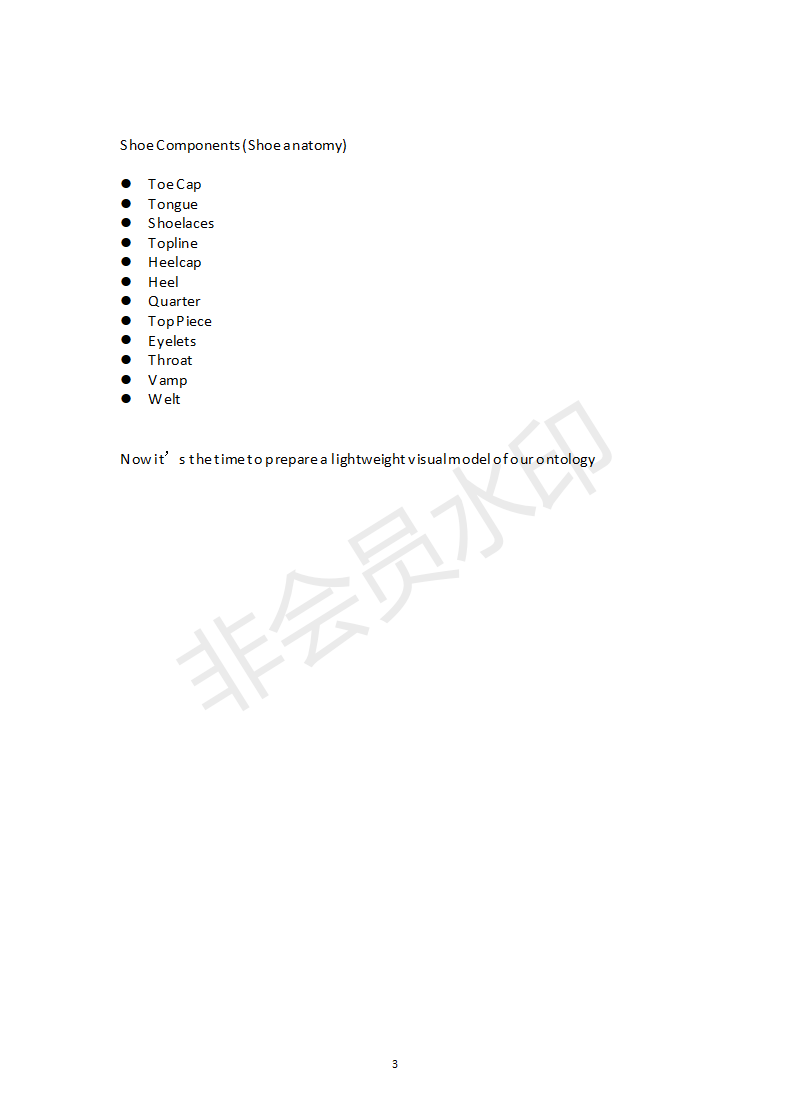 Shoe Components (Shoe anatomy)
● Toe Cap
● Tongue
● Shoelaces
● Topline
● Heelcap
● Heel
● Quarter
● Top Piece
● Eyelets
● Throat
● Vamp
● Welt
Now it’s the time to prepare a lightweight visual model of our ontology
非会员水印
3